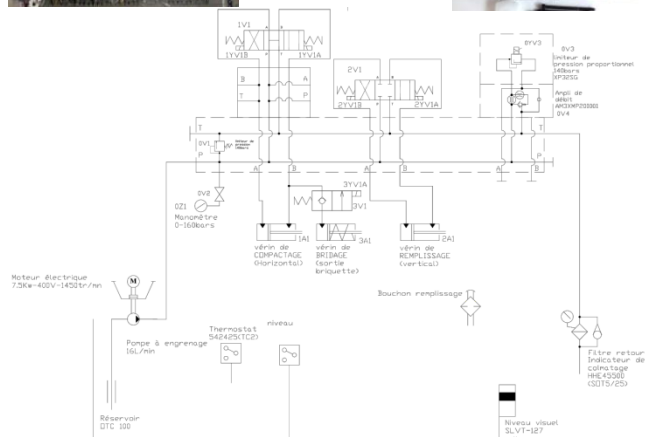 1V1
1YV1B
1YV1A
B
A
T
P
2V1
2YV1B
2YV1A
0YV3
0V3
limiteur de
pression proportionnel
140bars
XP32SG
Ampli de
débit
0V4
T
T
0V1
P
P
A
B
A
B
A
B
0V2
0Z1
Manomètre
0-160bars
3YV1A
3V1
1A1
3A1
2A1
vérin de
COMPACTAGE
(Horizontal)
vérin de
BRIDAGE
(sortie
briquette)
vérin de
REMPLISSAGE
(vertical)
Moteur électrique
7.5Kw-400V-1450tr/mn
M
Pompe à engrenage
16L/min
Thermostat
542425(TC2)
niveau
Bouchon remplissage
Filtre retour
Indicateur de
colmatage
HHE45500
(SOT5/25)
Réservoir
DTC 100
Niveau visuel
SLVT-127